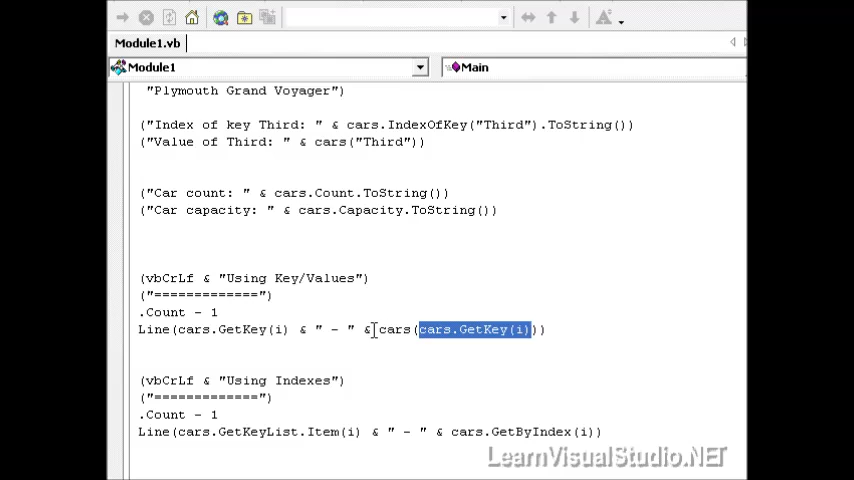 Module1.vb
Module1
Main
"Plymouth Grand Voyager")
("Index of key Third: " & cars.IndexOfKey("Third").ToString())
("Value of Third: " & cars("Third"))
("Car count: " & cars.Count.ToString())
("Car capacity: " & cars.Capacity.ToString())
(vbCrLf & "Using Key/Values")
("=============")
.Count - 1
Line(cars.GetKey(i) & " - " & cars(cars.GetKey(i)))
(vbCrLf & "Using Indexes")
("=============")
.Count - 1
Line(cars.GetKeyList.Item(i) & " - " & cars.GetByIndex(i))
LearnVisualStudio.NET